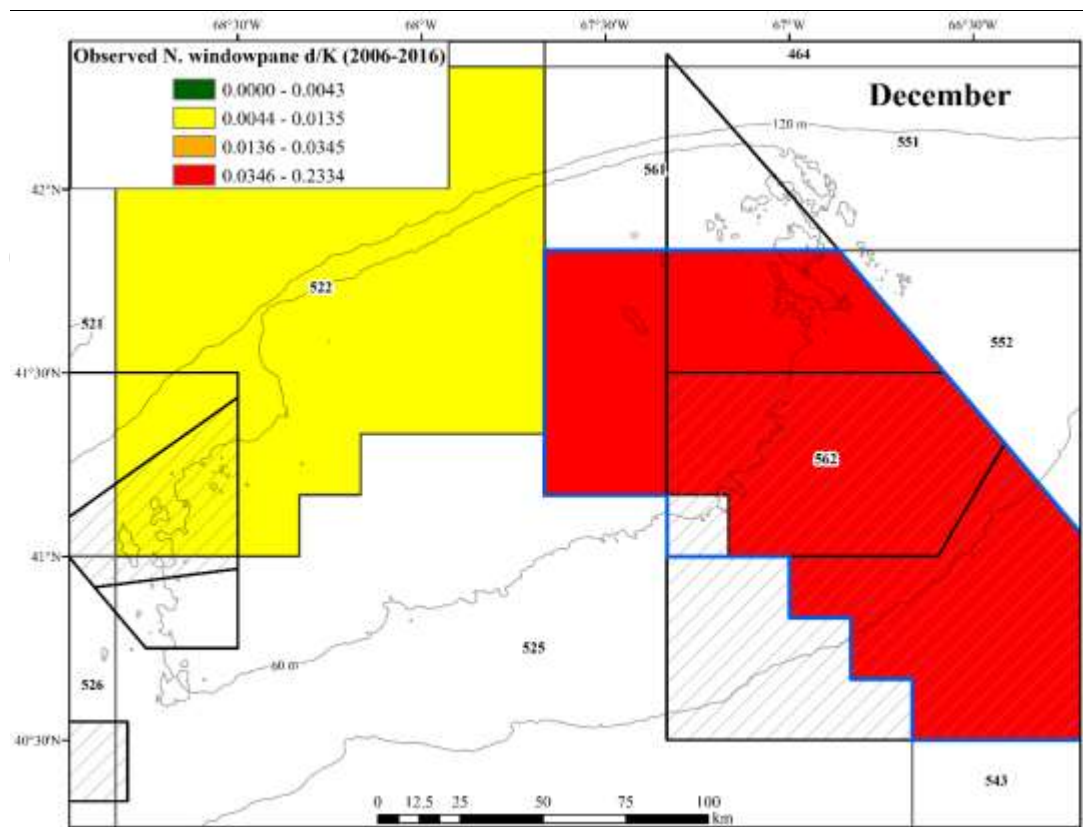 68°30'W 68°W 67°30'W 67°W 66°30'W
Observed N. windowpane d/K (2006-2016)
0.0000 - 0.0043
0.0044 - 0.0135
0.0136 - 0.0345
0.0346 - 0.2334
464
December
120 m
551
561
42°N
522
521
552
41°30'N
562
41°N
525
60 m
526
40°30'N
543
0 12.5 25 50 75 100
km